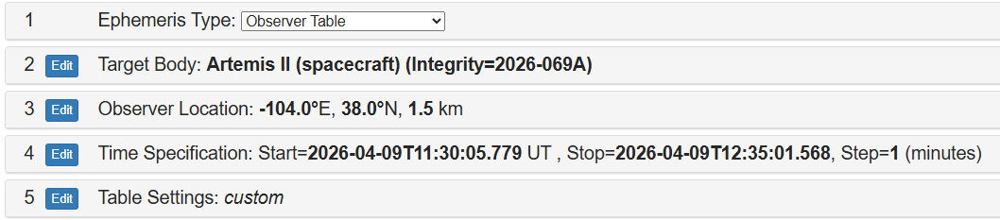 1 Ephemeris Type: Observer Table
2 Edit Target Body: Artemis II (spacecraft) (Integrity=2026-069A)
3 Edit Observer Location: -104.0°E, 38.0°N, 1.5 km
4 Edit Time Specification: Start=2026-04-09T11:30:05.779 UT , Stop=2026-04-09T12:35:01.568, Step=1 (minutes)
5 Edit Table Settings: custom